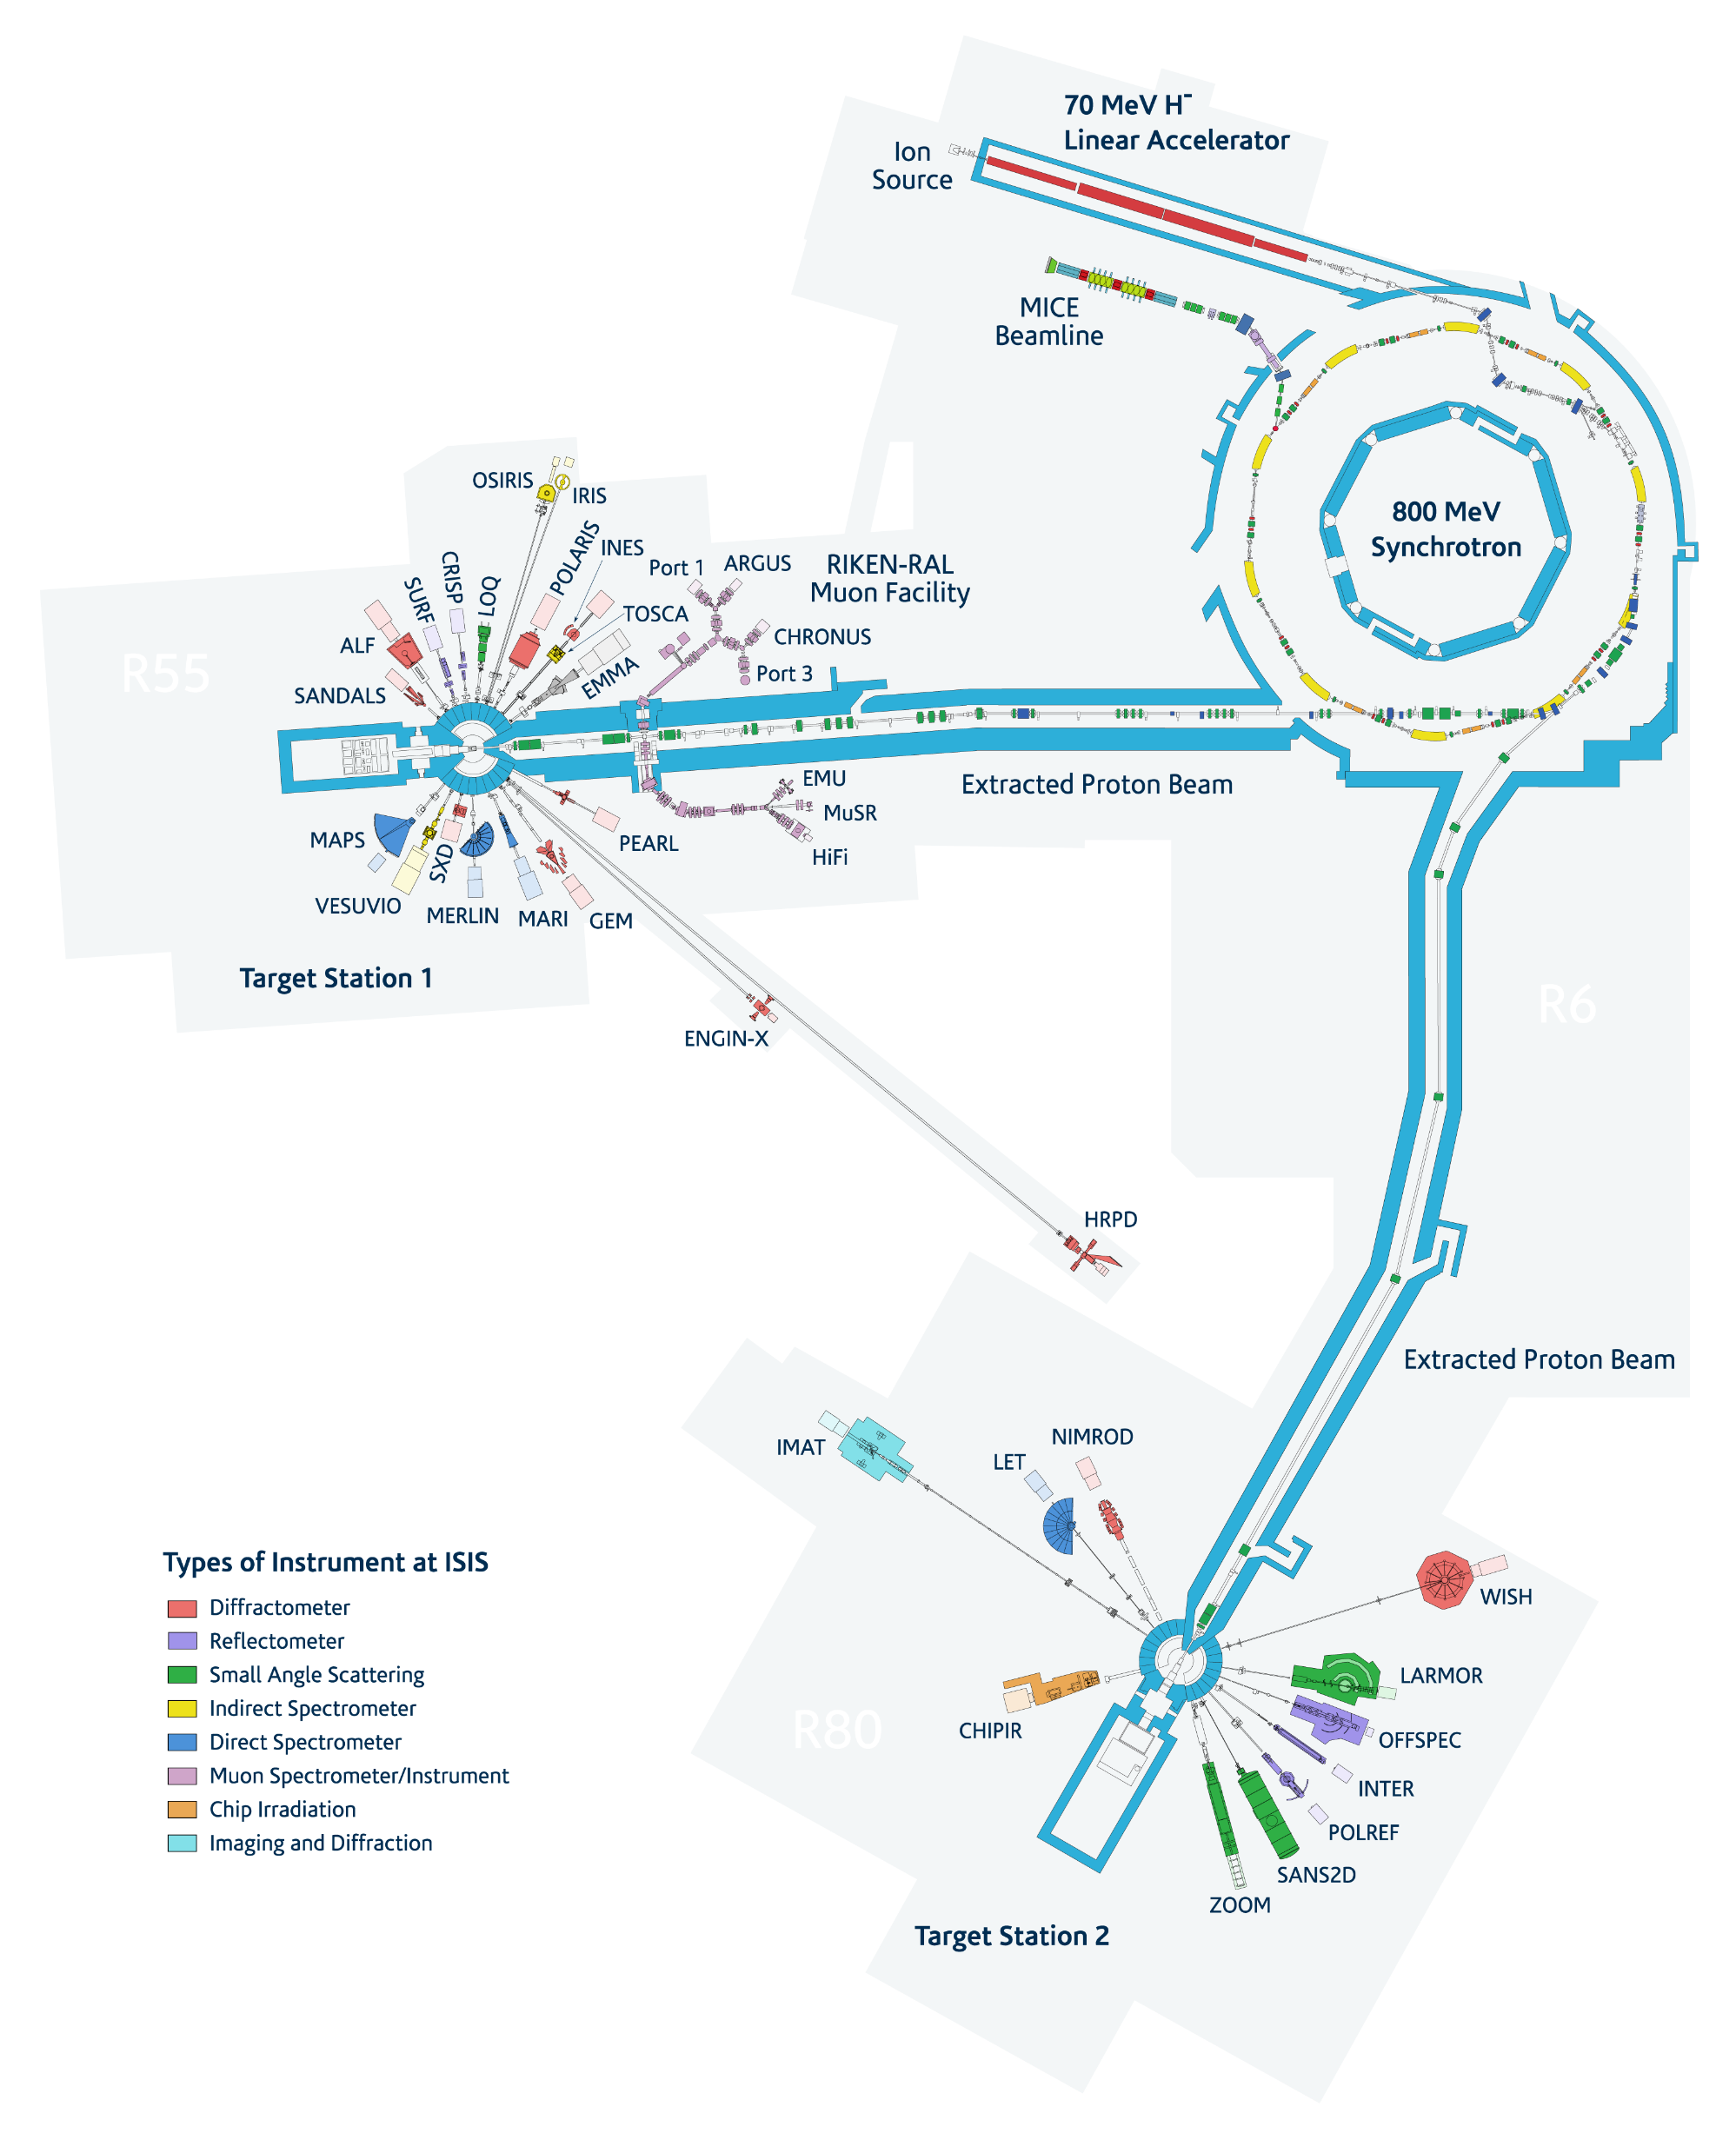 70 MeV H⁻
Linear Accelerator
Ion
Source
MICE
Beamline
800 MeV
Synchrotron
OSIRIS
IRIS
POLARIS
INES
CRISP
SURF
LOQ
TOSCA
ALF
SANDALS
EMMA
Port 1
ARGUS
RIKEN-RAL
Muon Facility
CHRONUS
Port 3
R55
EMU
MuSR
HiFi
PEARL
Extracted Proton Beam
MAPS
VESUVIO
SXD
MERLIN
MARI
GEM
Target Station 1
ENGIN-X
R6
HRPD
Extracted Proton Beam
IMAT
LET
NIMROD
WISH
LARMOR
OFFSPEC
INTER
POLREF
SANS2D
ZOOM
CHIPIR
R80
Target Station 2
Types of Instrument at ISIS
Diffractometer
Reflectometer
Small Angle Scattering
Indirect Spectrometer
Direct Spectrometer
Muon Spectrometer/Instrument
Chip Irradiation
Imaging and Diffraction